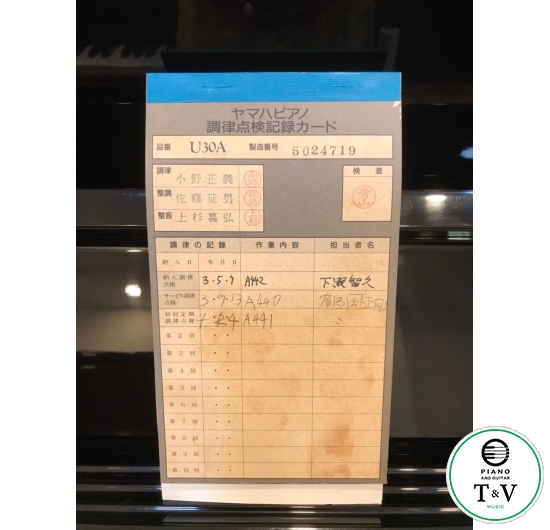 ヤマハピアノ
調律点検記録カード
品番 U30A 製造番号 5024719
調律 小野正義
整調 佐藤征男
整音 上杉嘉弘
検査
調律の記録 作業内容 担当者名
納入日 年月日
納入調律点検 3・5・9 A442 下瀬智久
サービス調律点検 3・9・13 A440
初回定期調律点検 4 A441 〃
第2回 ・・
第3回 ・・
第4回 ・・
第5回 ・・
第6回 ・・
第7回 ・・
第8回 ・・
第9回 ・・
第10回 ・・
PIANO
AND GUITAR
T&V
MUSIC